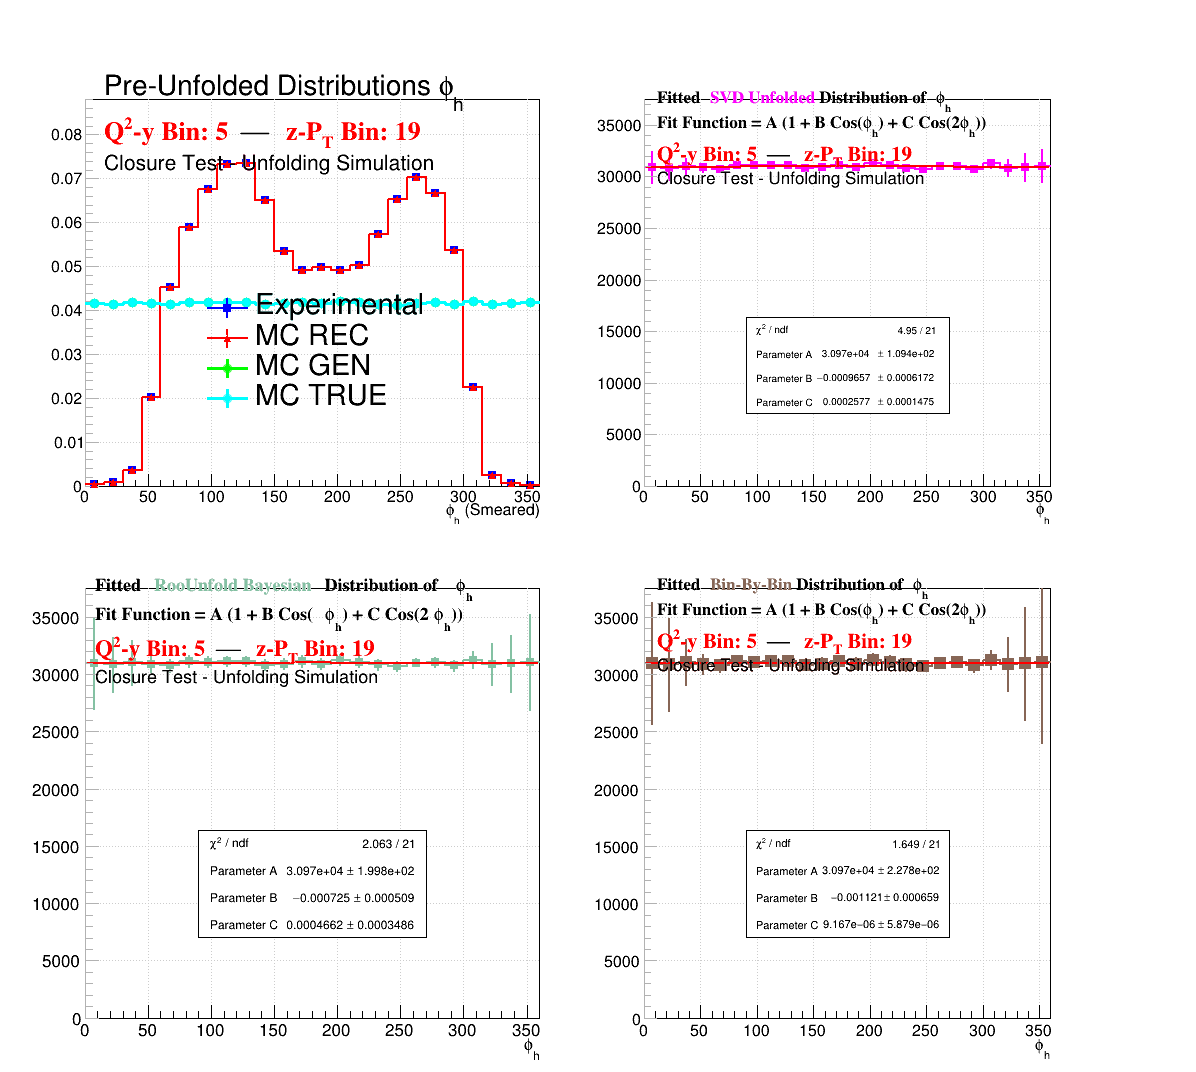 Pre-Unfolded Distributions ϕh
Q2-y Bin: 5 — z-PT Bin: 19
Closure Test - Unfolding Simulation
0.08
0.07
0.06
0.05
0.04
0.03
0.02
0.01
0
Experimental
MC REC
MC GEN
MC TRUE
0 50 100 150 200 250 300 350
ϕh (Smeared)
Fitted SVD Unfolded Distribution of ϕh
Fit Function = A (1 + B Cos(ϕh) + C Cos(2ϕh))
Q2-y Bin: 5 — z-PT Bin: 19
Closure Test - Unfolding Simulation
35000
30000
25000
20000
15000
10000
5000
0
χ2 / ndf 4.95 / 21
Parameter A 3.097e+04 ± 1.094e+02
Parameter B −0.0009657 ± 0.0006172
Parameter C 0.0002577 ± 0.0001475
0 50 100 150 200 250 300 350
ϕh
Fitted RooUnfold Bayesian Distribution of ϕh
Fit Function = A (1 + B Cos( ϕh) + C Cos(2 ϕh))
Q2-y Bin: 5 — z-PT Bin: 19
Closure Test - Unfolding Simulation
35000
30000
25000
20000
15000
10000
5000
0
χ2 / ndf 2.063 / 21
Parameter A 3.097e+04 ± 1.998e+02
Parameter B −0.000725 ± 0.000509
Parameter C 0.0004662 ± 0.0003486
0 50 100 150 200 250 300 350
ϕh
Fitted Bin-By-Bin Distribution of ϕh
Fit Function = A (1 + B Cos(ϕh) + C Cos(2ϕh))
Q2-y Bin: 5 — z-PT Bin: 19
Closure Test - Unfolding Simulation
35000
30000
25000
20000
15000
10000
5000
0
χ2 / ndf 1.649 / 21
Parameter A 3.097e+04 ± 2.278e+02
Parameter B −0.001121 ± 0.000659
Parameter C 9.167e−06 ± 5.879e−06
0 50 100 150 200 250 300 350
ϕh